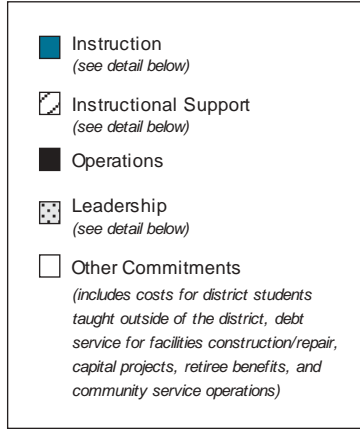 Instruction
(see detail below)
Instructional Support
(see detail below)
Operations
Leadership
(see detail below)
Other Commitments
(includes costs for district students
taught outside of the district, debt
service for facilities construction/repair,
capital projects, retiree benefits, and
community service operations)